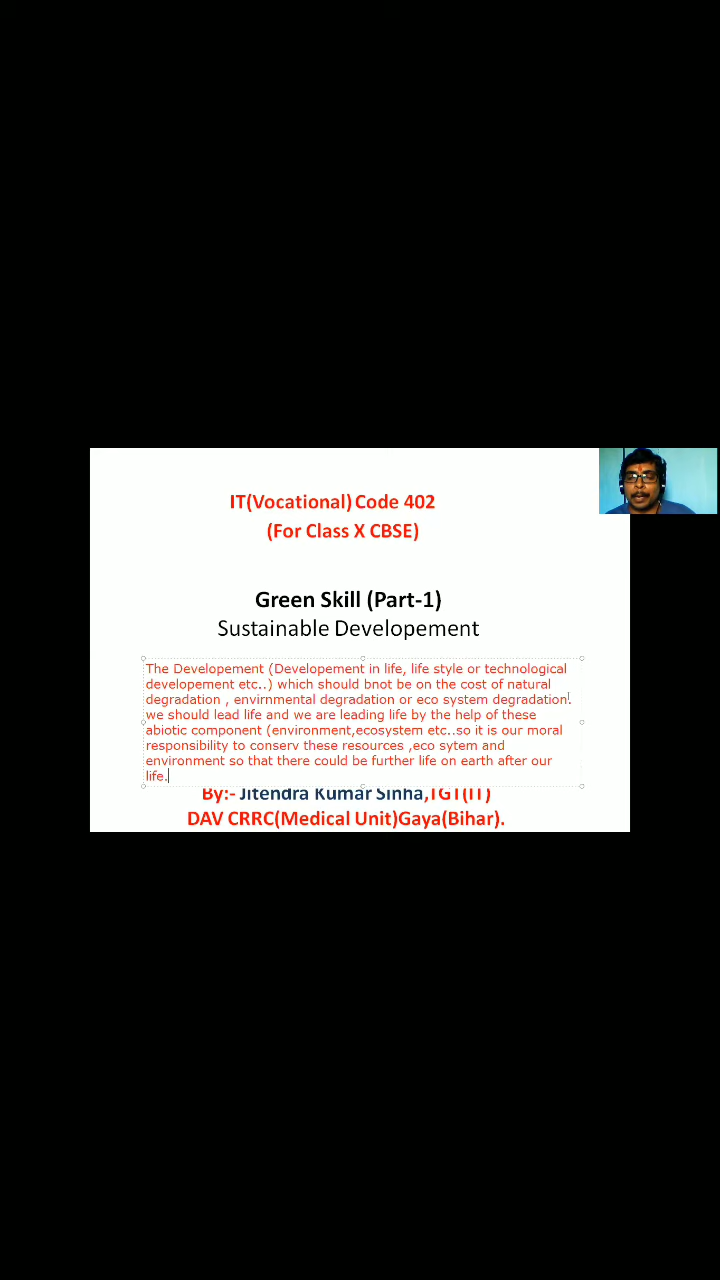 IT(Vocational) Code 402
(For Class X CBSE)
Green Skill (Part-1)
Sustainable Developement
The Developement (Developement in life, life style or technological
developement etc..) which should bnot be on the cost of natural
degradation , envirnmental degradation or eco system degradation!.
we should lead life and we are leading life by the help of these
abiotic component (environment,ecosystem etc..so it is our moral
responsibility to conserv these resources ,eco sytem and
environment so that there could be further life on earth after our
life.
By:- Jitendra Kumar Sinha,TGT(IT)
DAV CRRC(Medical Unit)Gaya(Bihar).